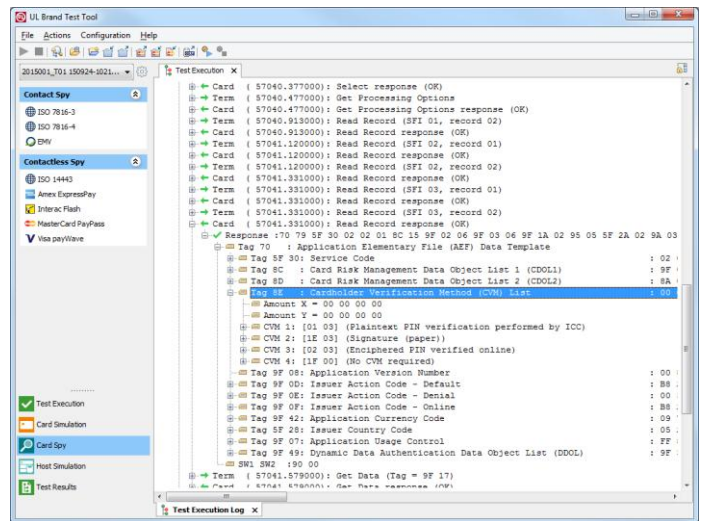 UL Brand Test Tool
File Actions Configuration Help
2015001_T01 150924-1021...
Test Execution X
Contact Spy
ISO 7816-3
ISO 7816-4
EMV
Contactless Spy
ISO 14443
Amex ExpressPay
Interac Flash
MasterCard PayPass
Visa payWave
Test Execution
Card Simulation
Card Spy
Host Simulation
Test Results
Card ( 57040.377000): Select response (OK)
Term ( 57040.477000): Get Processing Options
Card ( 57040.477000): Get Processing Options response (OK)
Term ( 57040.913000): Read Record (SFI 01, record 02)
Card ( 57040.913000): Read Record response (OK)
Term ( 57041.120000): Read Record (SFI 02, record 01)
Card ( 57041.120000): Read Record response (OK)
Term ( 57041.120000): Read Record (SFI 02, record 02)
Card ( 57041.331000): Read Record response (OK)
Term ( 57041.331000): Read Record (SFI 03, record 01)
Card ( 57041.331000): Read Record response (OK)
Term ( 57041.331000): Read Record (SFI 03, record 02)
Card ( 57041.331000): Read Record response (OK)
Response :70 79 5F 30 02 02 01 8C 15 9F 02 06 9F 03 06 9F 1A 02 95 05 5F 2A 02 9A 03
Tag 70 : Application Elementary File (AEF) Data Template
Tag 5F 30: Service Code : 02
Tag 8C : Card Risk Management Data Object List 1 (CDOL1) : 9F
Tag 8D : Card Risk Management Data Object List 2 (CDOL2) : 8A
Tag 8E : Cardholder Verification Method (CVM) List : 00
Amount X = 00 00 00 00
Amount Y = 00 00 00 00
CVM 1: [01 03] (Plaintext PIN verification performed by ICC)
CVM 2: [1E 03] (Signature (paper))
CVM 3: [02 03] (Enciphered PIN verified online)
CVM 4: [1F 00] (No CVM required)
Tag 9F 08: Application Version Number : 00
Tag 9F 0D: Issuer Action Code - Default : B8
Tag 9F 0E: Issuer Action Code - Denial : 00
Tag 9F 0F: Issuer Action Code - Online : B8
Tag 9F 42: Application Currency Code : 09
Tag 5F 28: Issuer Country Code : 05
Tag 9F 07: Application Usage Control : FF
Tag 9F 49: Dynamic Data Authentication Data Object List (DDOL) : 9F
SW1 SW2 :90 00
Term ( 57041.579000): Get Data (Tag = 9F 17)
Card ( 57041.579000): Get Data response (OK)
Test Execution Log X